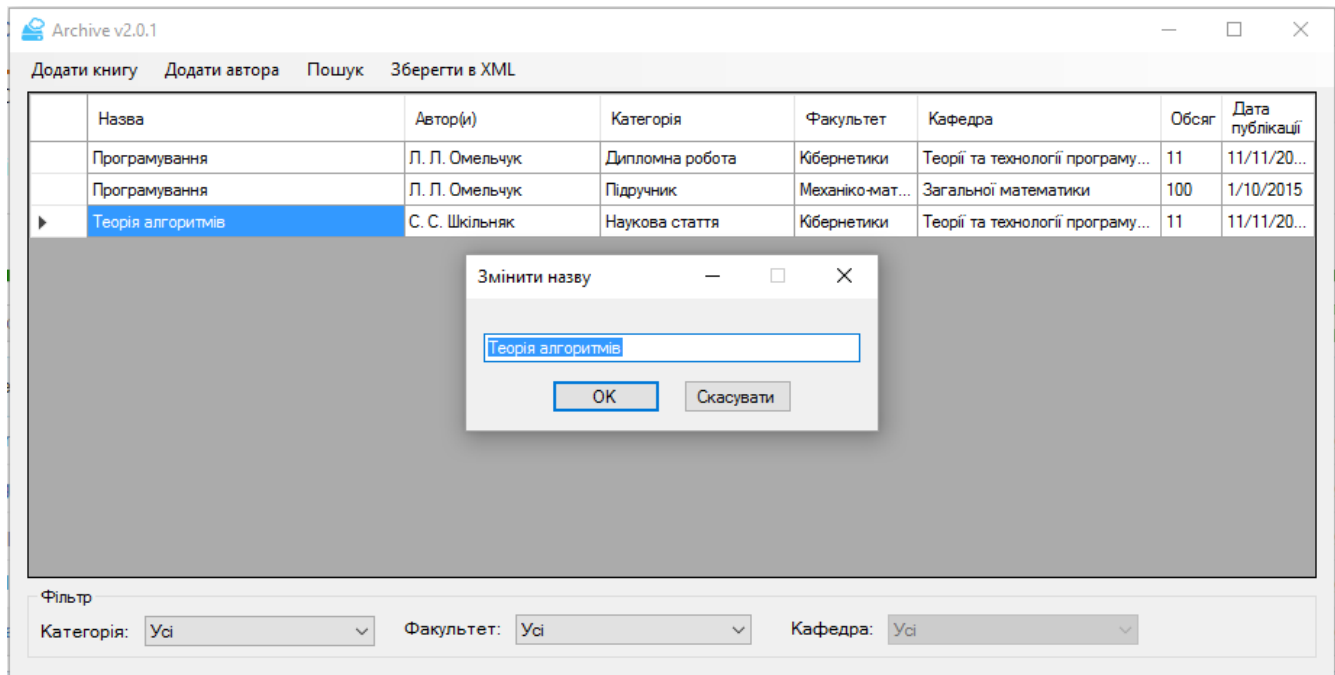 Archive v2.0.1
Додати книгу Додати автора Пошук Зберегти в XML
Назва Автор(и) Категорія Факультет Кафедра Обсяг Дата публікації
Програмування Л. Л. Омельчук Дипломна робота Кібернетики Теорії та технології програму... 11 11/11/20...
Програмування Л. Л. Омельчук Підручник Механіко-мат... Загальної математики 100 1/10/2015
Теорія алгоритмів С. С. Шкільняк Наукова стаття Кібернетики Теорії та технології програму... 11 11/11/20...
Змінити назву
Теорія алгоритмів
OK Скасувати
Фільтр
Категорія: Усі Факультет: Усі Кафедра: Усі